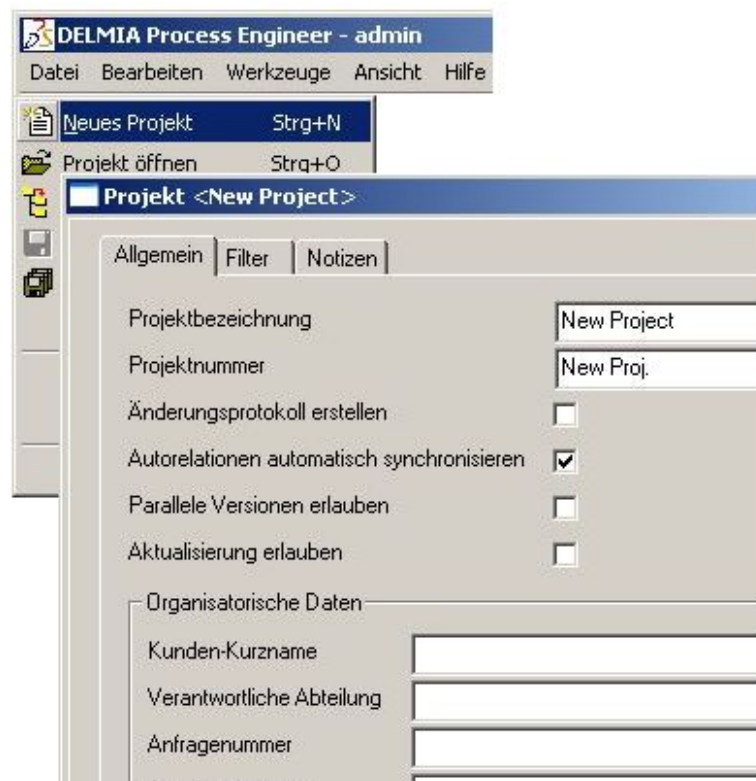 DELMIA Process Engineer - admin
Datei Bearbeiten Werkzeuge Ansicht Hilfe
Neues Projekt Strg+N
Projekt öffnen Strg+O
Projekt <New Project>
Allgemein Filter Notizen
Projektbezeichnung New Project
Projektnummer New Proj.
Änderungsprotokoll erstellen
Autorelationen automatisch synchronisieren
Parallele Versionen erlauben
Aktualisierung erlauben
Organisatorische Daten
Kunden-Kurzname
Verantwortliche Abteilung
Anfragenummer